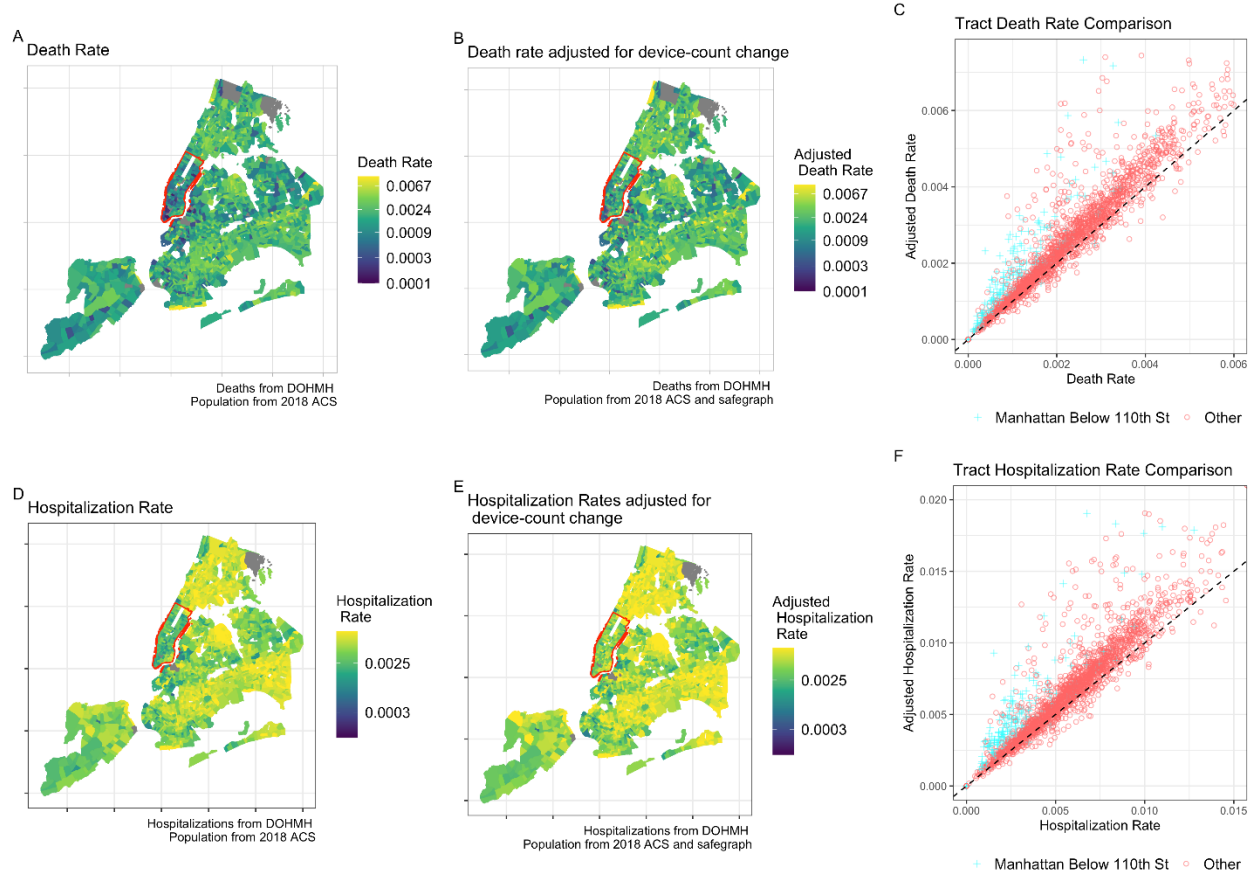 A
Death Rate
Death Rate
0.0067
0.0024
0.0009
0.0003
0.0001
Deaths from DOHMH
Population from 2018 ACS
B
Death rate adjusted for device-count change
Adjusted
Death Rate
0.0067
0.0024
0.0009
0.0003
0.0001
Deaths from DOHMH
Population from 2018 ACS and safegraph
C
Tract Death Rate Comparison
Adjusted Death Rate
0.006
0.004
0.002
0.000
0.000 0.002 0.004 0.006
Death Rate
Manhattan Below 110th St Other
D
Hospitalization Rate
Hospitalization
Rate
0.0025
0.0003
Hospitalizations from DOHMH
Population from 2018 ACS
E
Hospitalization Rates adjusted for
device-count change
Adjusted
Hospitalization
Rate
0.0025
0.0003
Hospitalizations from DOHMH
Population from 2018 ACS and safegraph
F
Tract Hospitalization Rate Comparison
Adjusted Hospitalization Rate
0.020
0.015
0.010
0.005
0.000
0.000 0.005 0.010 0.015
Hospitalization Rate
Manhattan Below 110th St Other